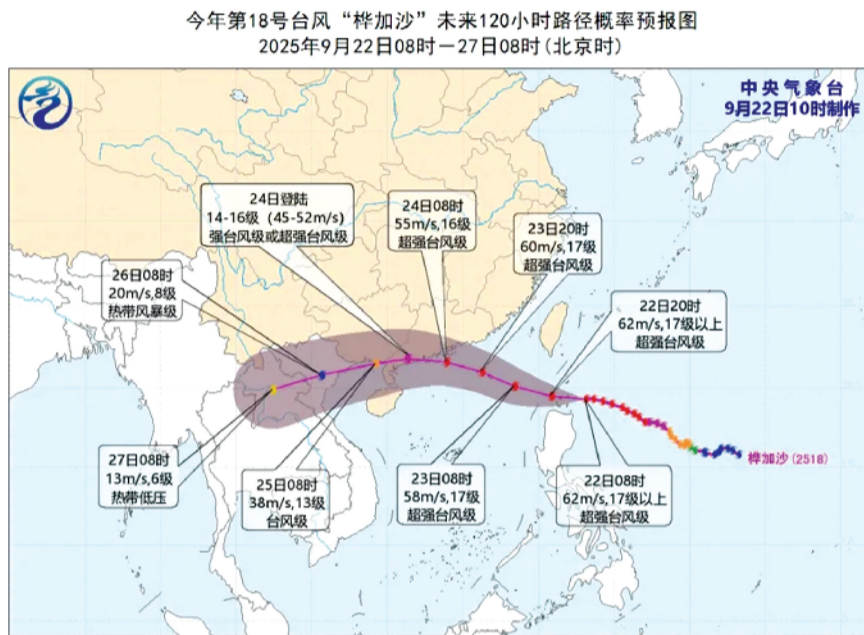 今年第18号台风“桦加沙”未来120小时路径概率预报图
2025年9月22日08时－27日08时(北京时)
中央气象台
9月22日10时制作
24日登陆
14-16级（45-52m/s）
强台风级或超强台风级
24日08时
55m/s,16级
超强台风级
23日20时
60m/s,17级
超强台风级
26日08时
20m/s,8级
热带风暴级
22日20时
62m/s,17级以上
超强台风级
27日08时
13m/s,6级
热带低压
25日08时
38m/s,13级
台风级
23日08时
58m/s,17级
超强台风级
22日08时
62m/s,17级以上
超强台风级
桦加沙(2518)